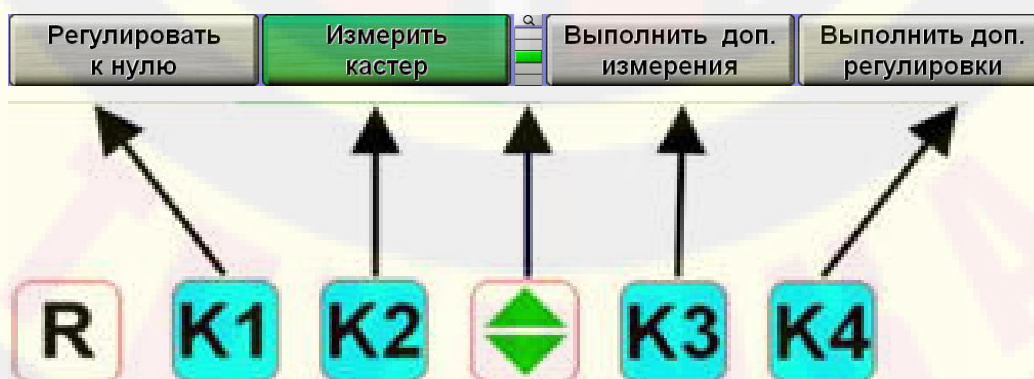 Регулировать
к нулю
Измерить
кастер
Выполнить доп.
измерения
Выполнить доп.
регулировки
R K1 K2 K3 K4